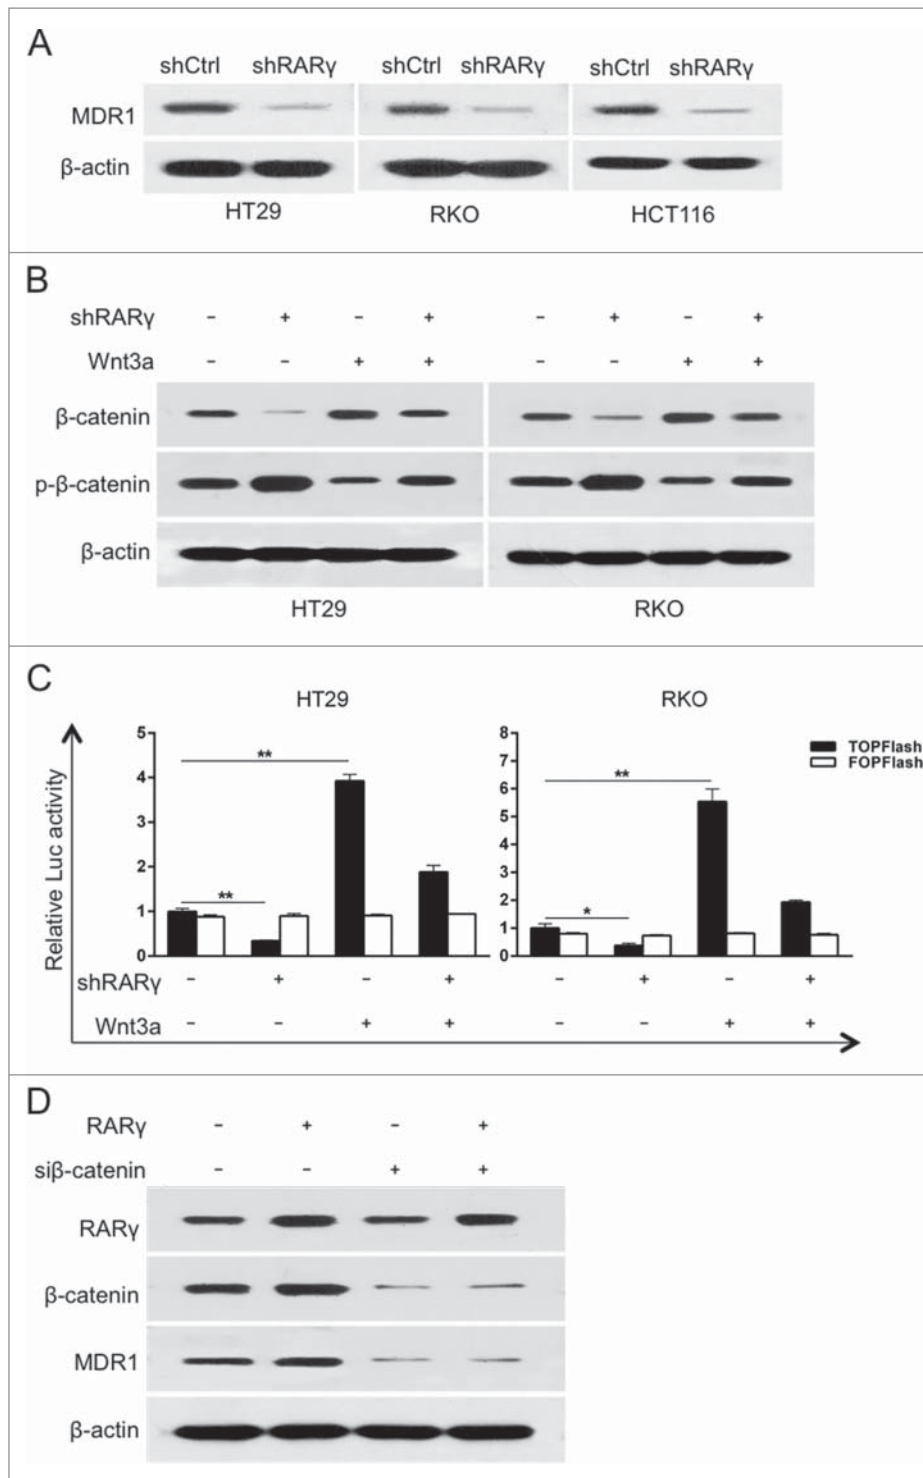 A
shCtrl shRARγ shCtrl shRARγ shCtrl shRARγ
MDR1
β-actin
HT29 RKO HCT116
B
shRARγ - + - + - + - +
Wnt3a - - + + - - + +
β-catenin
p-β-catenin
β-actin
HT29 RKO
C
HT29 RKO
Relative Luc activity
5 4 3 2 1 0
** **
8 7 6 5 4 3 2 1 0
** *
TOPFlash
FOPFlash
shRARγ - + - + - + - +
Wnt3a - - + + - - + +
D
RARγ - + - +
siβ-catenin - - + +
RARγ
β-catenin
MDR1
β-actin